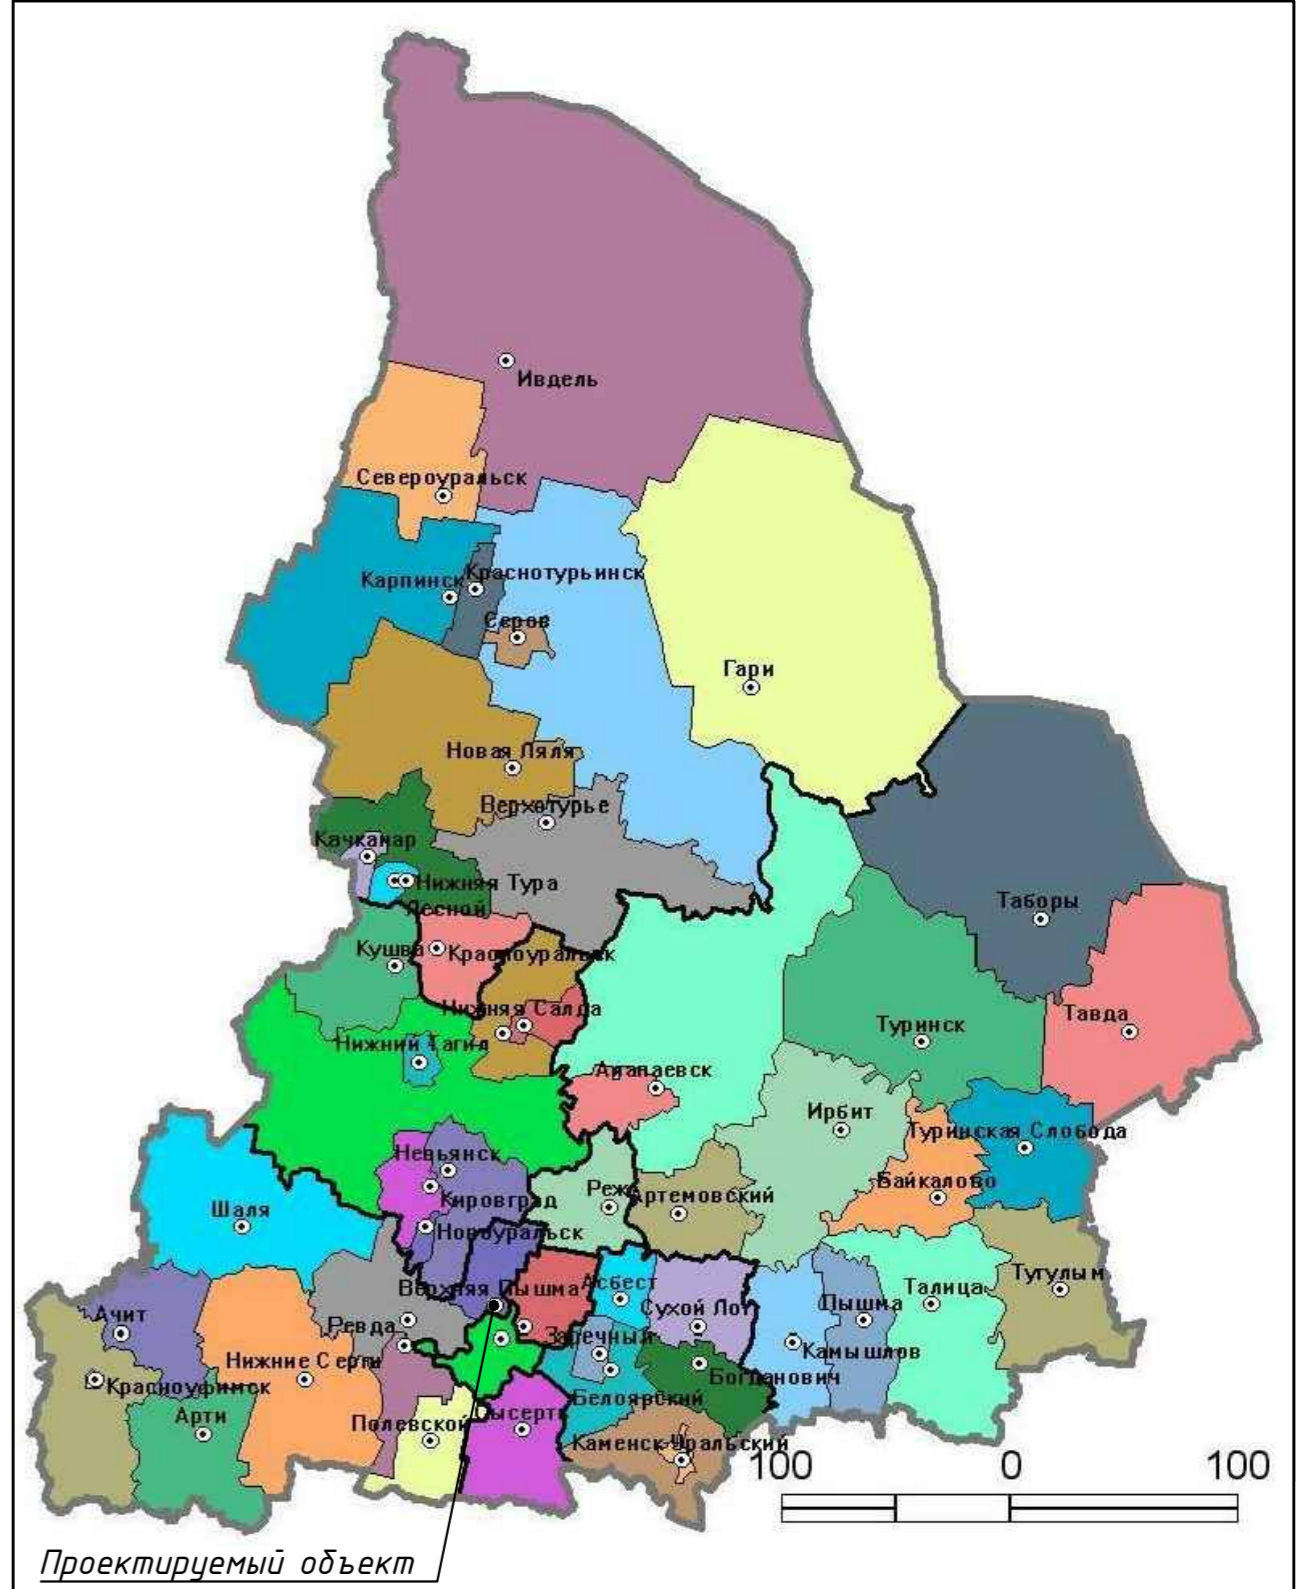 Ивдель
Североуральск
Карпинск
Краснотурьинск
Серов
Гари
Новая Ляля
Верхотурье
Качканар
Нижняя Тура
Лесной
Таборы
Кушва
Красноуральск
Нижняя Салда
Тавда
Туринск
Нижний Тагил
Алапаевск
Ирбит
Туринская Слобода
Невьянск
Байкалово
Кировград
Реж
Артемовский
Шаля
Новоуральск
Тугулым
Верхняя Пышма
Асбест
Талица
Сухой Лог
Пышма
Ачит
Ревда
Заречный
Камышлов
Нижние Серги
Красноуфимск
Богданович
Белоярский
Арти
Полевской
Сысерть
Каменск-Уральский
100 0 100
Проектируемый объект